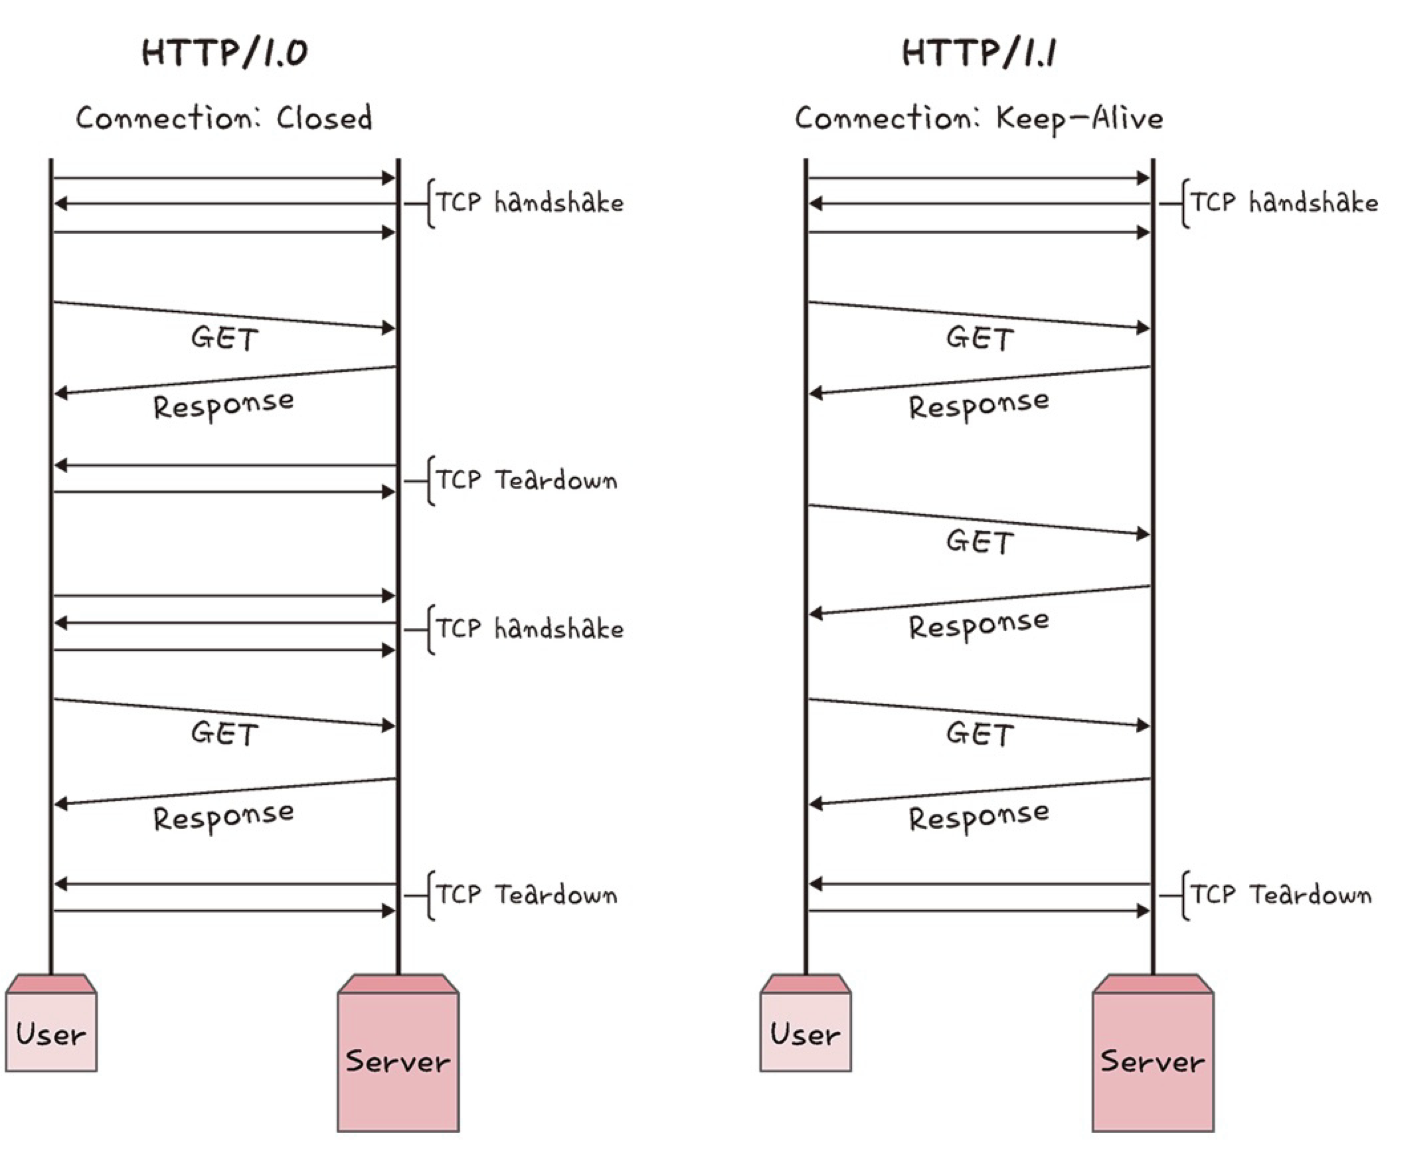 HTTP/1.0
Connection: Closed
TCP handshake
GET
Response
TCP Teardown
TCP handshake
GET
Response
TCP Teardown
User
Server
HTTP/1.1
Connection: Keep-Alive
TCP handshake
GET
Response
GET
Response
GET
Response
TCP Teardown
User
Server